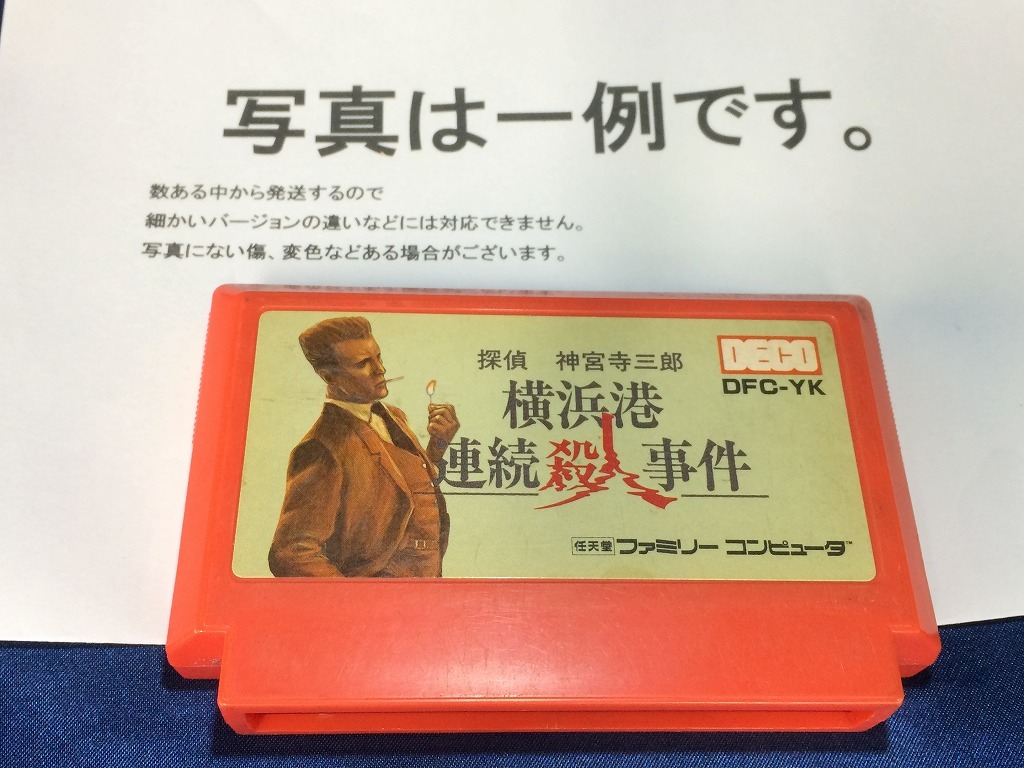 写真は一例です。
数ある中から発送するので
細かいバージョンの違いなどには対応できません。
写真にない傷、変色などある場合がございます。
DECO
DFC-YK
探偵 神宮寺三郎
横浜港
連続殺人事件
任天堂 ファミリーコンピュータ™